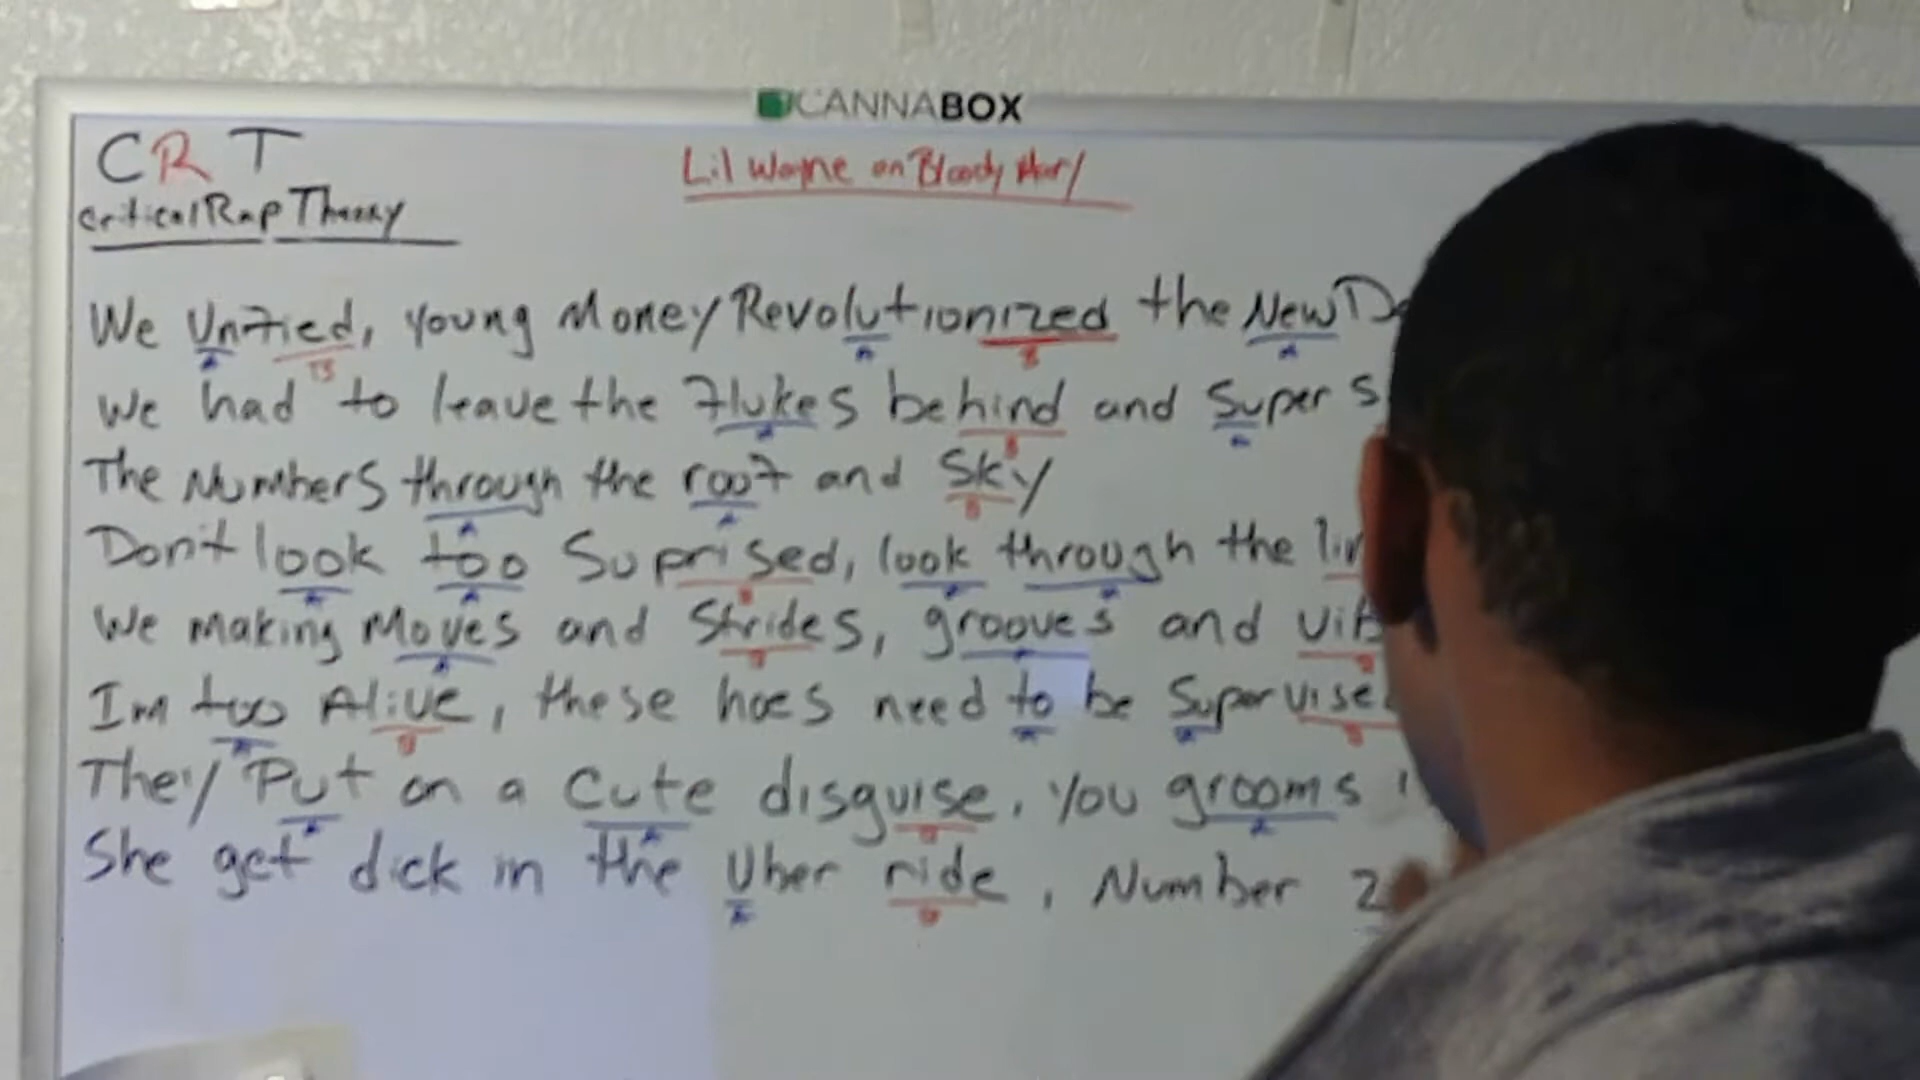 CANNABOX
CRT
Lil Wayne on Bloody Mary
Critical Rap Theory
We Unified, Young Money Revolutionized the New
We had to leave the flukes behind and Super
The Numbers through the roof and Sky
Don't look too Suprised, look through the
We making Moves and Strides, grooves and
Im too Alive, these hoes need to be Supervise
They Put on a Cute disguise. You grooms
She get dick in the Uber ride, Number 2